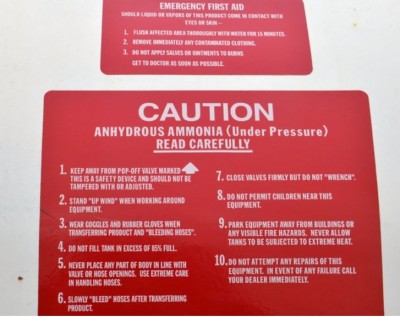 EMERGENCY FIRST AID
SHOULD LIQUID OR VAPORS OF THIS PRODUCT COME IN CONTACT WITH
EYES OR SKIN—
1. FLUSH AFFECTED AREA THOROUGHLY WITH WATER FOR 15 MINUTES.
2. REMOVE IMMEDIATELY ANY CONTAMINATED CLOTHING.
3. DO NOT APPLY SALVES OR OINTMENTS TO BURNS
GET TO DOCTOR AS SOON AS POSSIBLE.
CAUTION
ANHYDROUS AMMONIA (Under Pressure)
READ CAREFULLY
1. KEEP AWAY FROM POP-OFF VALVE MARKED
THIS IS A SAFETY DEVICE AND SHOULD NOT BE
TAMPERED WITH OR ADJUSTED.
2. STAND "UP WIND" WHEN WORKING AROUND
EQUIPMENT.
3. WEAR GOGGLES AND RUBBER GLOVES WHEN
TRANSFERRING PRODUCT AND "BLEEDING HOSES".
4. DO NOT FILL TANK IN EXCESS OF 85% FULL.
5. NEVER PLACE ANY PART OF BODY IN LINE WITH
VALVE OR HOSE OPENINGS. USE EXTREME CARE
IN HANDLING HOSES.
6. SLOWLY "BLEED" HOSES AFTER TRANSFERRING
PRODUCT.
7. CLOSE VALVES FIRMLY BUT DO NOT "WRENCH".
8. DO NOT PERMIT CHILDREN NEAR THIS
EQUIPMENT.
9. PARK EQUIPMENT AWAY FROM BUILDINGS OR
ANY VISIBLE FIRE HAZARDS. NEVER ALLOW
TANKS TO BE SUBJECTED TO EXTREME HEAT.
10. DO NOT ATTEMPT ANY REPAIRS OF THIS
EQUIPMENT. IN EVENT OF ANY FAILURE CALL
YOUR DEALER IMMEDIATELY.